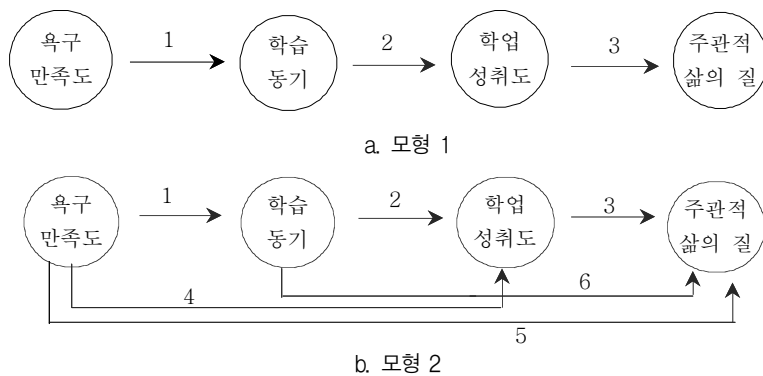 욕구 만족도
1
학습 동기
2
학업 성취도
3
주관적 삶의 질
a. 모형 1
욕구 만족도
1
학습 동기
2
학업 성취도
3
주관적 삶의 질
4
6
5
b. 모형 2